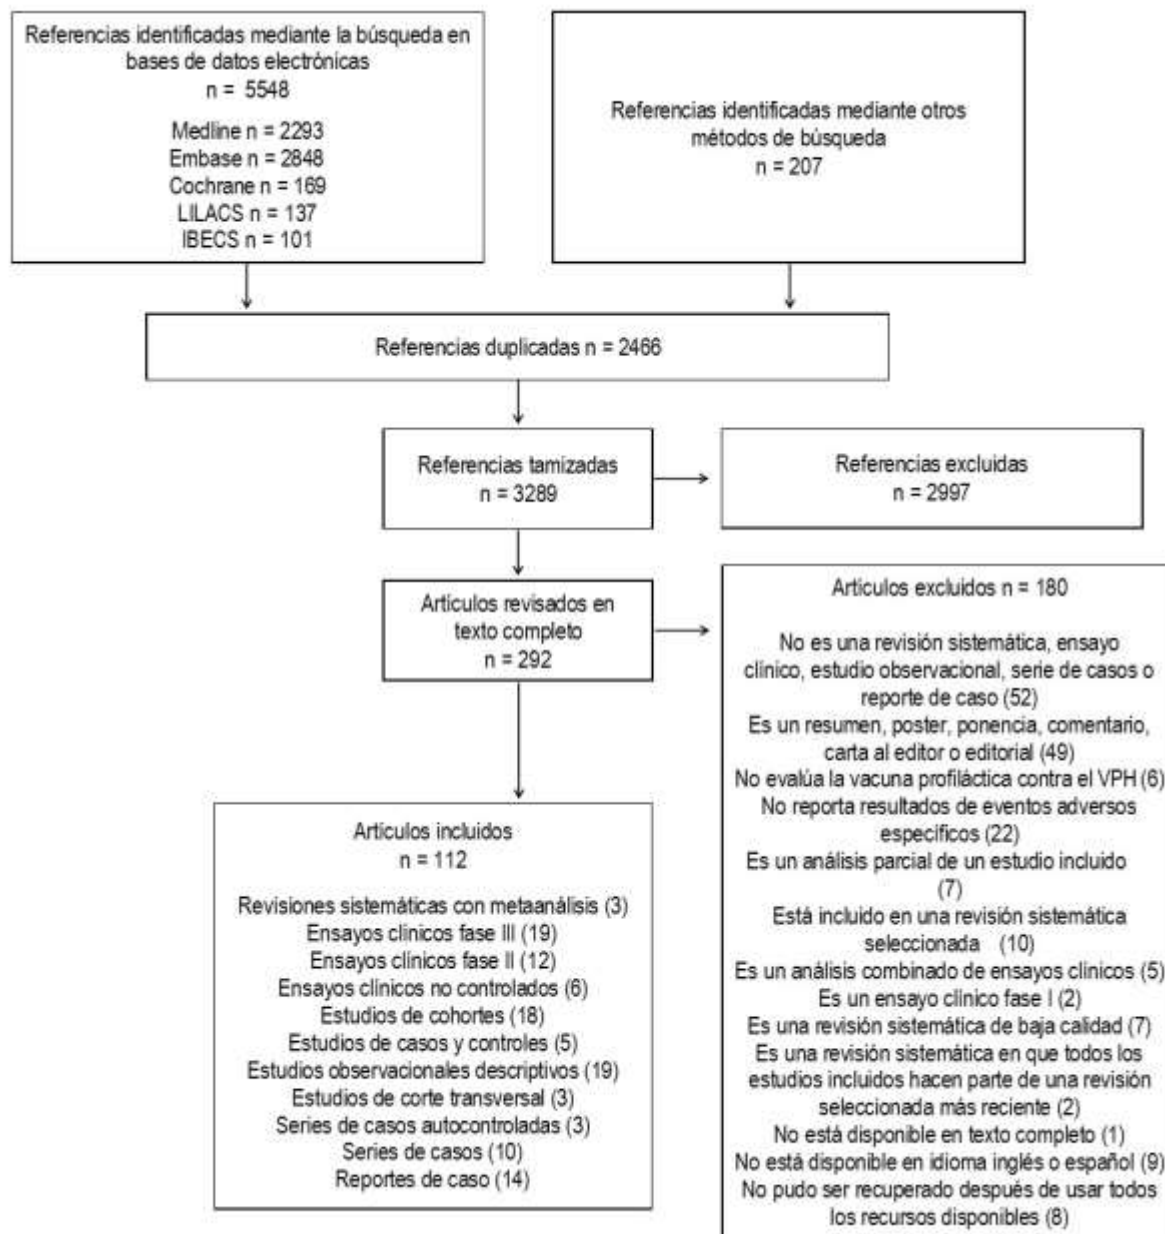 Referencias identificadas mediante la búsqueda en
bases de datos electrónicas
n = 5548
Medline n = 2293
Embase n = 2848
Cochrane n = 169
LILACS n = 137
IBECS n = 101
Referencias identificadas mediante otros
métodos de búsqueda
n = 207
Referencias duplicadas n = 2466
Referencias tamizadas
n = 3289
Referencias excluidas
n = 2997
Artículos revisados en
texto completo
n = 292
Artículos excluidos n = 180
No es una revisión sistemática, ensayo
clínico, estudio observacional, serie de casos o
reporte de caso (52)
Es un resumen, poster, ponencia, comentario,
carta al editor o editorial (49)
No evalúa la vacuna profiláctica contra el VPH (6)
No reporta resultados de eventos adversos
específicos (22)
Es un análisis parcial de un estudio incluido
(7)
Está incluido en una revisión sistemática
seleccionada (10)
Es un análisis combinado de ensayos clínicos (5)
Es un ensayo clínico fase I (2)
Es una revisión sistemática de baja calidad (7)
Es una revisión sistemática en que todos los
estudios incluidos hacen parte de una revisión
seleccionada más reciente (2)
No está disponible en texto completo (1)
No está disponible en idioma inglés o español (9)
No pudo ser recuperado después de usar todos
los recursos disponibles (8)
Artículos incluidos
n = 112
Revisiones sistemáticas con metaanálisis (3)
Ensayos clínicos fase III (19)
Ensayos clínicos fase II (12)
Ensayos clínicos no controlados (6)
Estudios de cohortes (18)
Estudios de casos y controles (5)
Estudios observacionales descriptivos (19)
Estudios de corte transversal (3)
Series de casos autocontroladas (3)
Series de casos (10)
Reportes de caso (14)